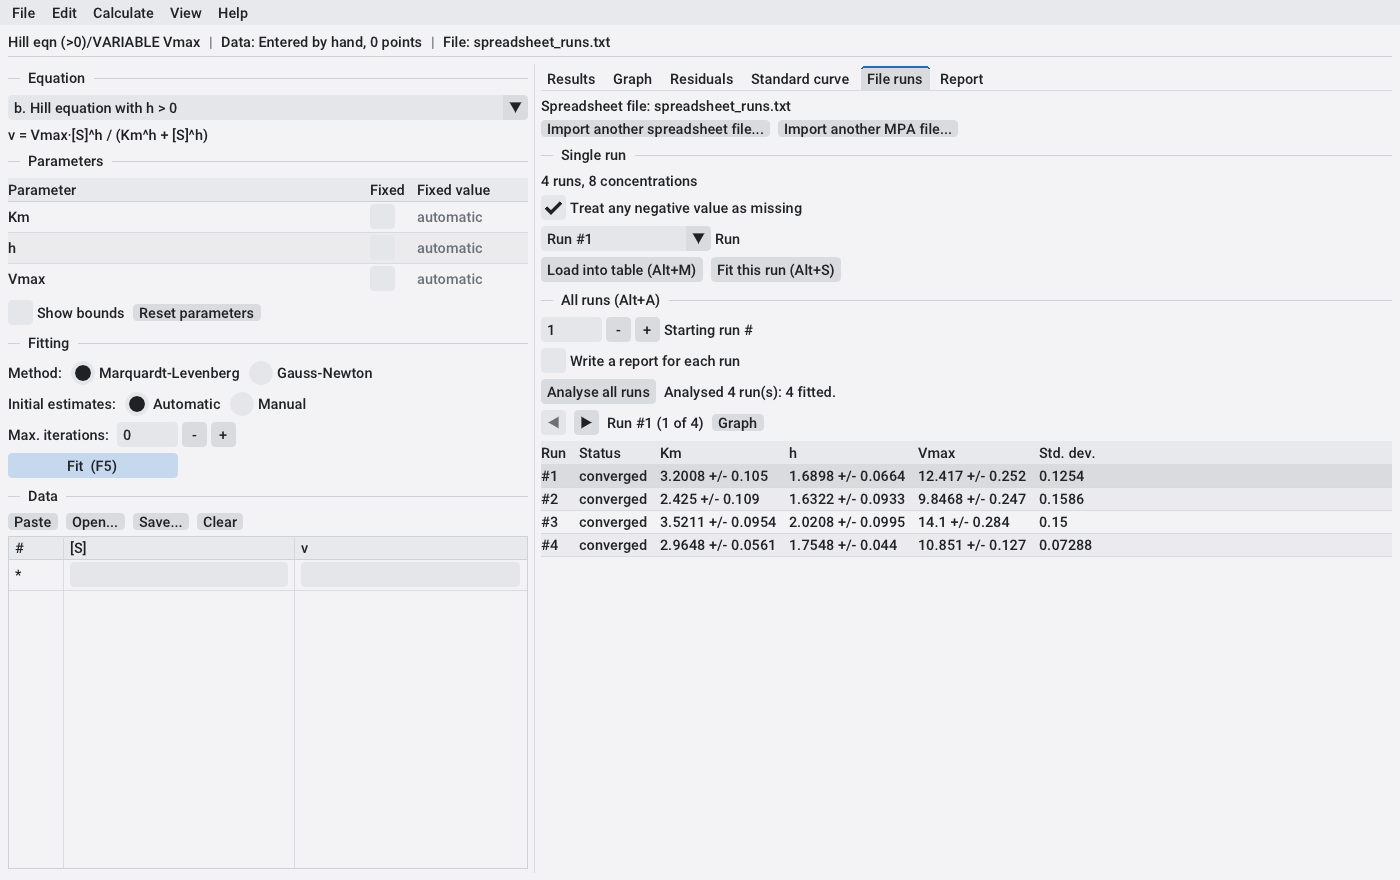 File Edit Calculate View Help
Hill eqn (>0)/VARIABLE Vmax | Data: Entered by hand, 0 points | File: spreadsheet_runs.txt
Equation
b. Hill equation with h > 0
v = Vmax·[S]^h / (Km^h + [S]^h)
Parameters
Parameter Fixed Fixed value
Km automatic
h automatic
Vmax automatic
Show bounds Reset parameters
Fitting
Method: Marquardt-Levenberg Gauss-Newton
Initial estimates: Automatic Manual
Max. iterations: 0 - +
Fit (F5)
Data
Paste Open... Save... Clear
# [S] v
*
Results Graph Residuals Standard curve File runs Report
Spreadsheet file: spreadsheet_runs.txt
Import another spreadsheet file... Import another MPA file...
Single run
4 runs, 8 concentrations
Treat any negative value as missing
Run #1 Run
Load into table (Alt+M) Fit this run (Alt+S)
All runs (Alt+A)
1 - + Starting run #
Write a report for each run
Analyse all runs Analysed 4 run(s): 4 fitted.
Run #1 (1 of 4) Graph
Run Status Km h Vmax Std. dev.
#1 converged 3.2008 +/- 0.105 1.6898 +/- 0.0664 12.417 +/- 0.252 0.1254
#2 converged 2.425 +/- 0.109 1.6322 +/- 0.0933 9.8468 +/- 0.247 0.1586
#3 converged 3.5211 +/- 0.0954 2.0208 +/- 0.0995 14.1 +/- 0.284 0.15
#4 converged 2.9648 +/- 0.0561 1.7548 +/- 0.044 10.851 +/- 0.127 0.07288